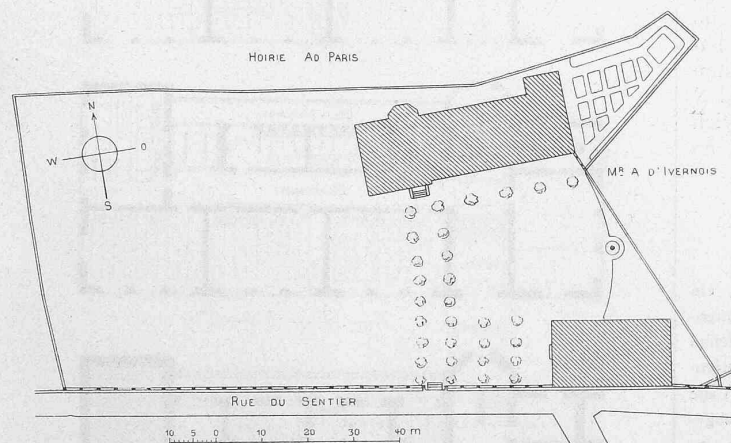 HOIRIE AD PARIS
N
W O
S
MR A D'IVERNOIS
RUE DU SENTIER
10 5 0 10 20 30 40 m